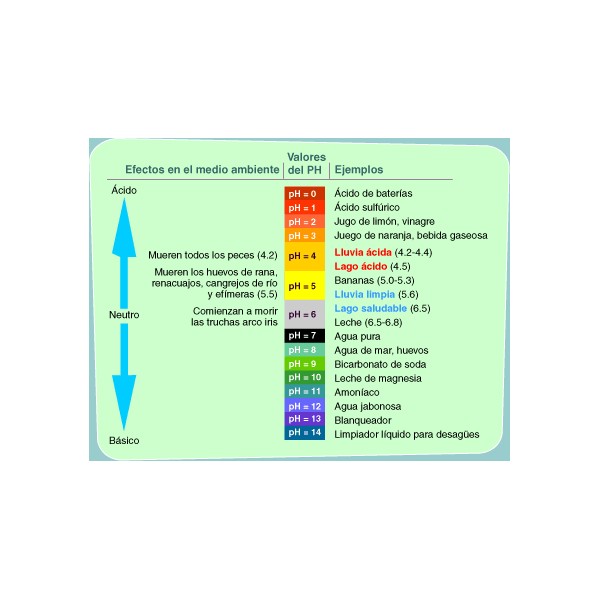 Efectos en el medio ambiente
Valores
del PH
Ejemplos
Ácido
pH = 0 Ácido de baterías
pH = 1 Ácido sulfúrico
pH = 2 Jugo de limón, vinagre
pH = 3 Juego de naranja, bebida gaseosa
Mueren todos los peces (4.2) pH = 4 Lluvia ácida (4.2-4.4)
Lago ácido (4.5)
Mueren los huevos de rana,
renacuajos, cangrejos de río
y efímeras (5.5)
pH = 5
Bananas (5.0-5.3)
Lluvia limpia (5.6)
Neutro
Comienzan a morir
las truchas arco iris
pH = 6
Lago saludable (6.5)
Leche (6.5-6.8)
pH = 7 Agua pura
pH = 8 Agua de mar, huevos
pH = 9 Bicarbonato de soda
pH = 10 Leche de magnesia
pH = 11 Amoníaco
pH = 12 Agua jabonosa
pH = 13 Blanqueador
pH = 14 Limpiador líquido para desagües
Básico